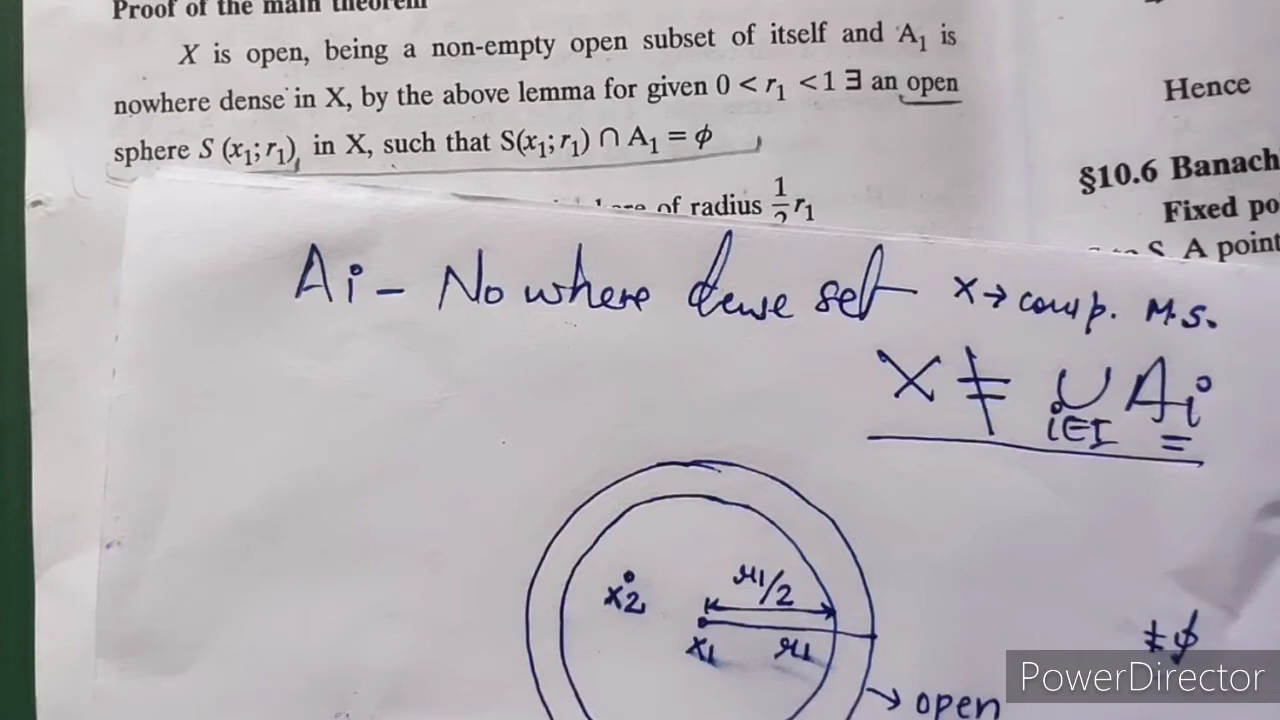 Proof of the main theorem
X is open, being a non-empty open subset of itself and A₁ is
nowhere dense in X, by the above lemma for given 0 < r₁ < 1 ∃ an open
sphere S (x₁; r₁) in X, such that S(x₁; r₁) ∩ A₁ = ϕ
of radius 1/2 r₁
Hence
§10.6 Banach
Fixed po
S. A point
Ai - Nowhere dense set X → comp. M.S.
X ≠ ∪ Ai
i∈I
r₁/2
x₂
x₁ r₁
≠ ϕ
→ open
PowerDirector